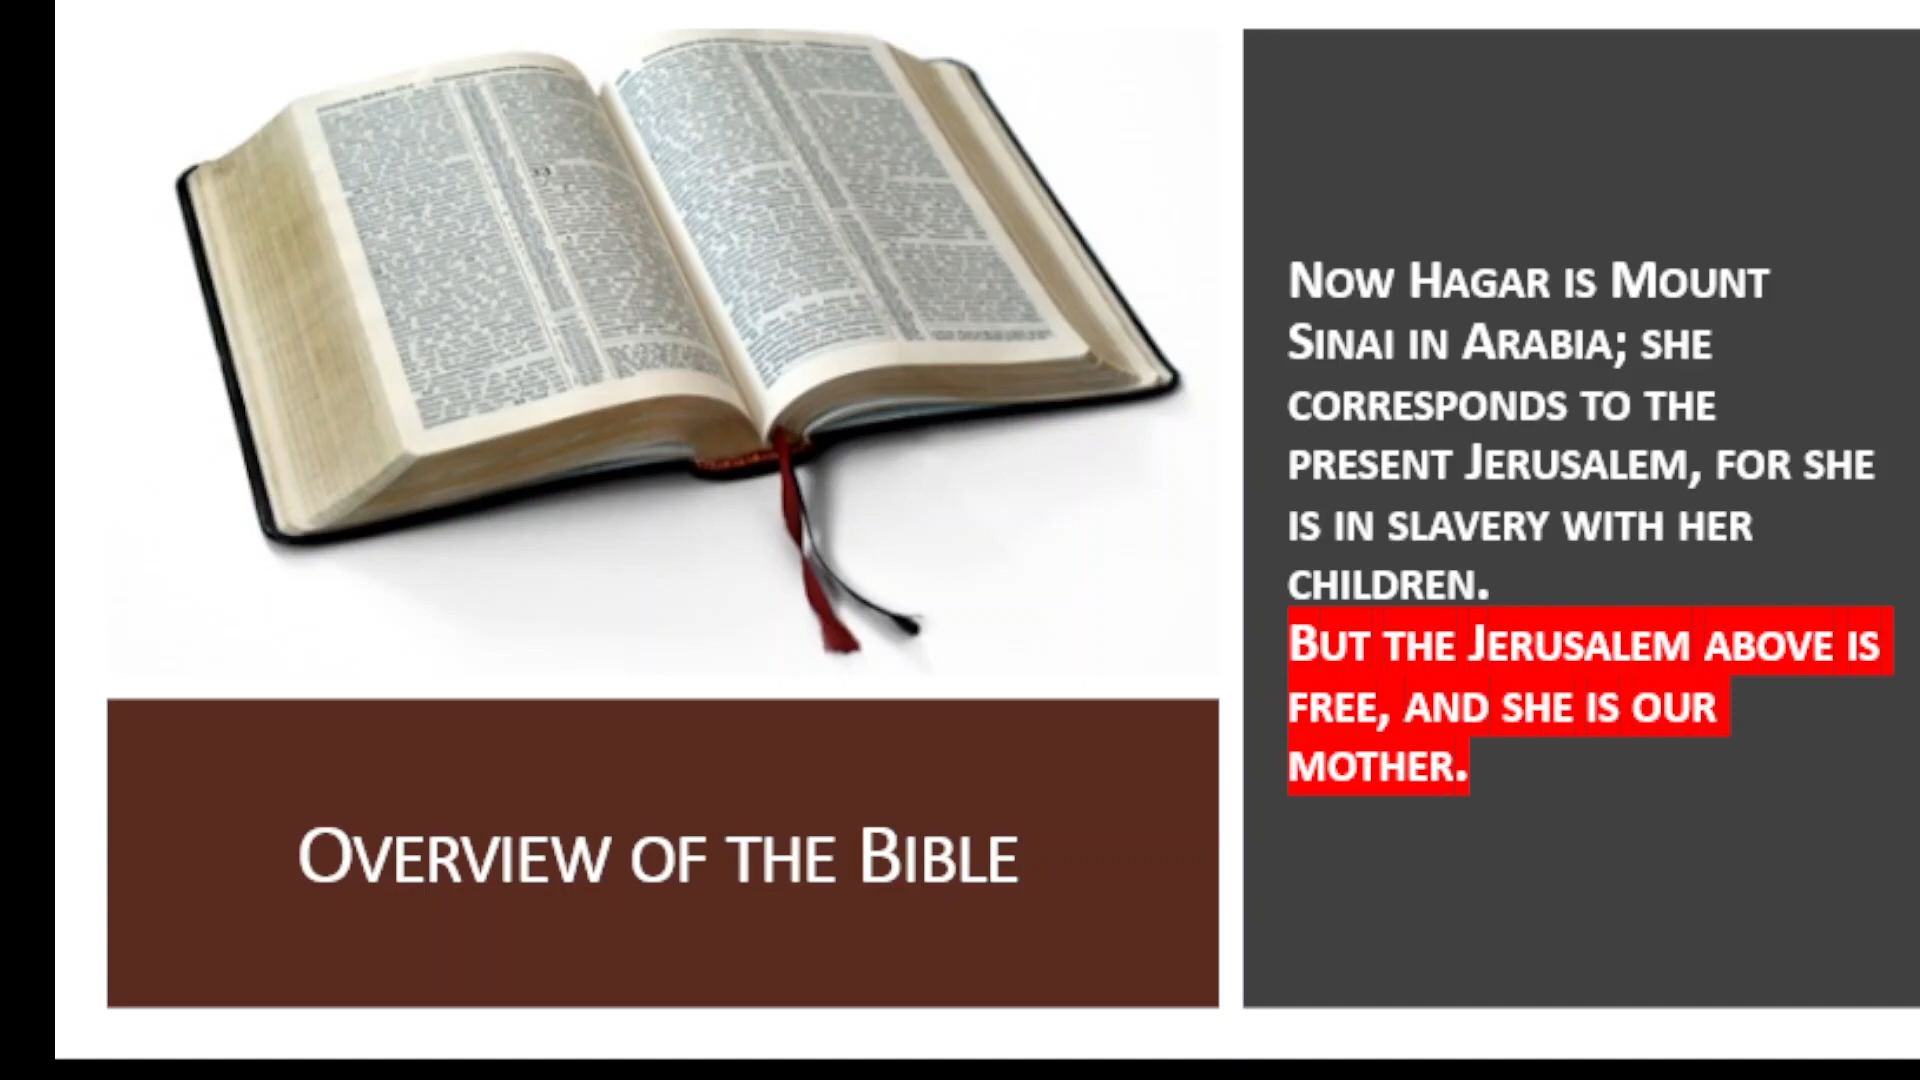 Overview of the Bible
Now Hagar is Mount
Sinai in Arabia; she
corresponds to the
present Jerusalem, for she
is in slavery with her
children.
But the Jerusalem above is
free, and she is our
mother.